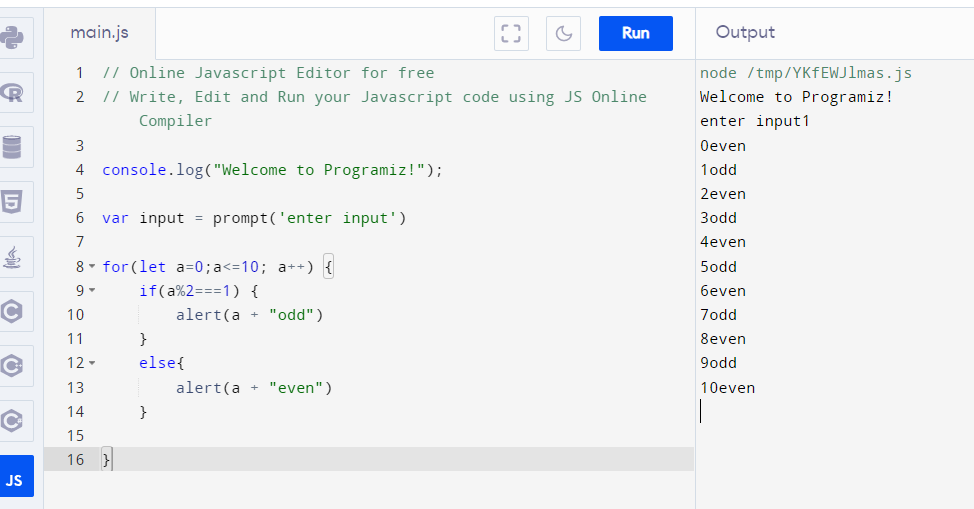 main.js
Run
Output
1 // Online Javascript Editor for free
2 // Write, Edit and Run your Javascript code using JS Online
Compiler
3
4 console.log("Welcome to Programiz!");
5
6 var input = prompt('enter input')
7
8 for(let a=0;a<=10; a++) {
9 if(a%2===1) {
10 alert(a + "odd")
11 }
12 else{
13 alert(a + "even")
14 }
15
16 }
node /tmp/YKfEWJlmas.js
Welcome to Programiz!
enter input1
0even
1odd
2even
3odd
4even
5odd
6even
7odd
8even
9odd
10even
R
5
C
C
C
JS